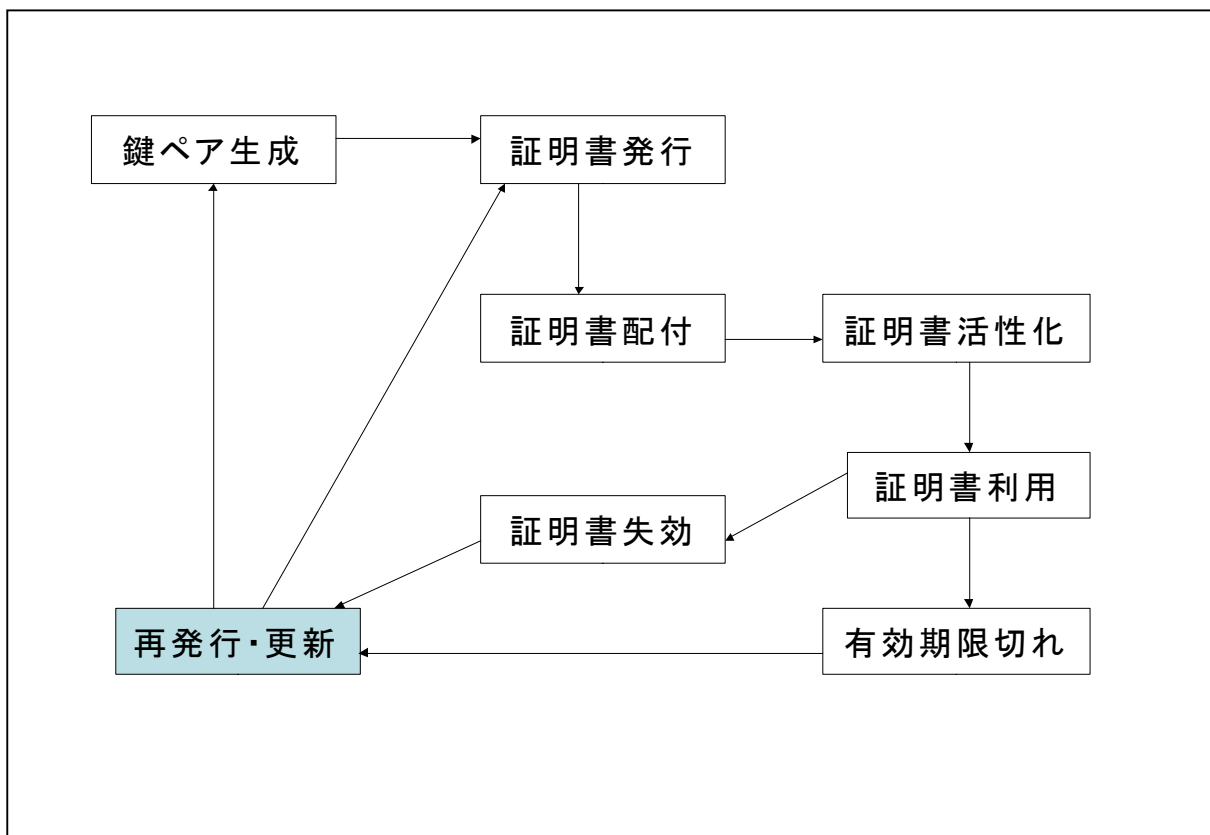 鍵ペア生成
証明書発行
証明書配付
証明書活性化
証明書利用
証明書失効
再発行・更新
有効期限切れ